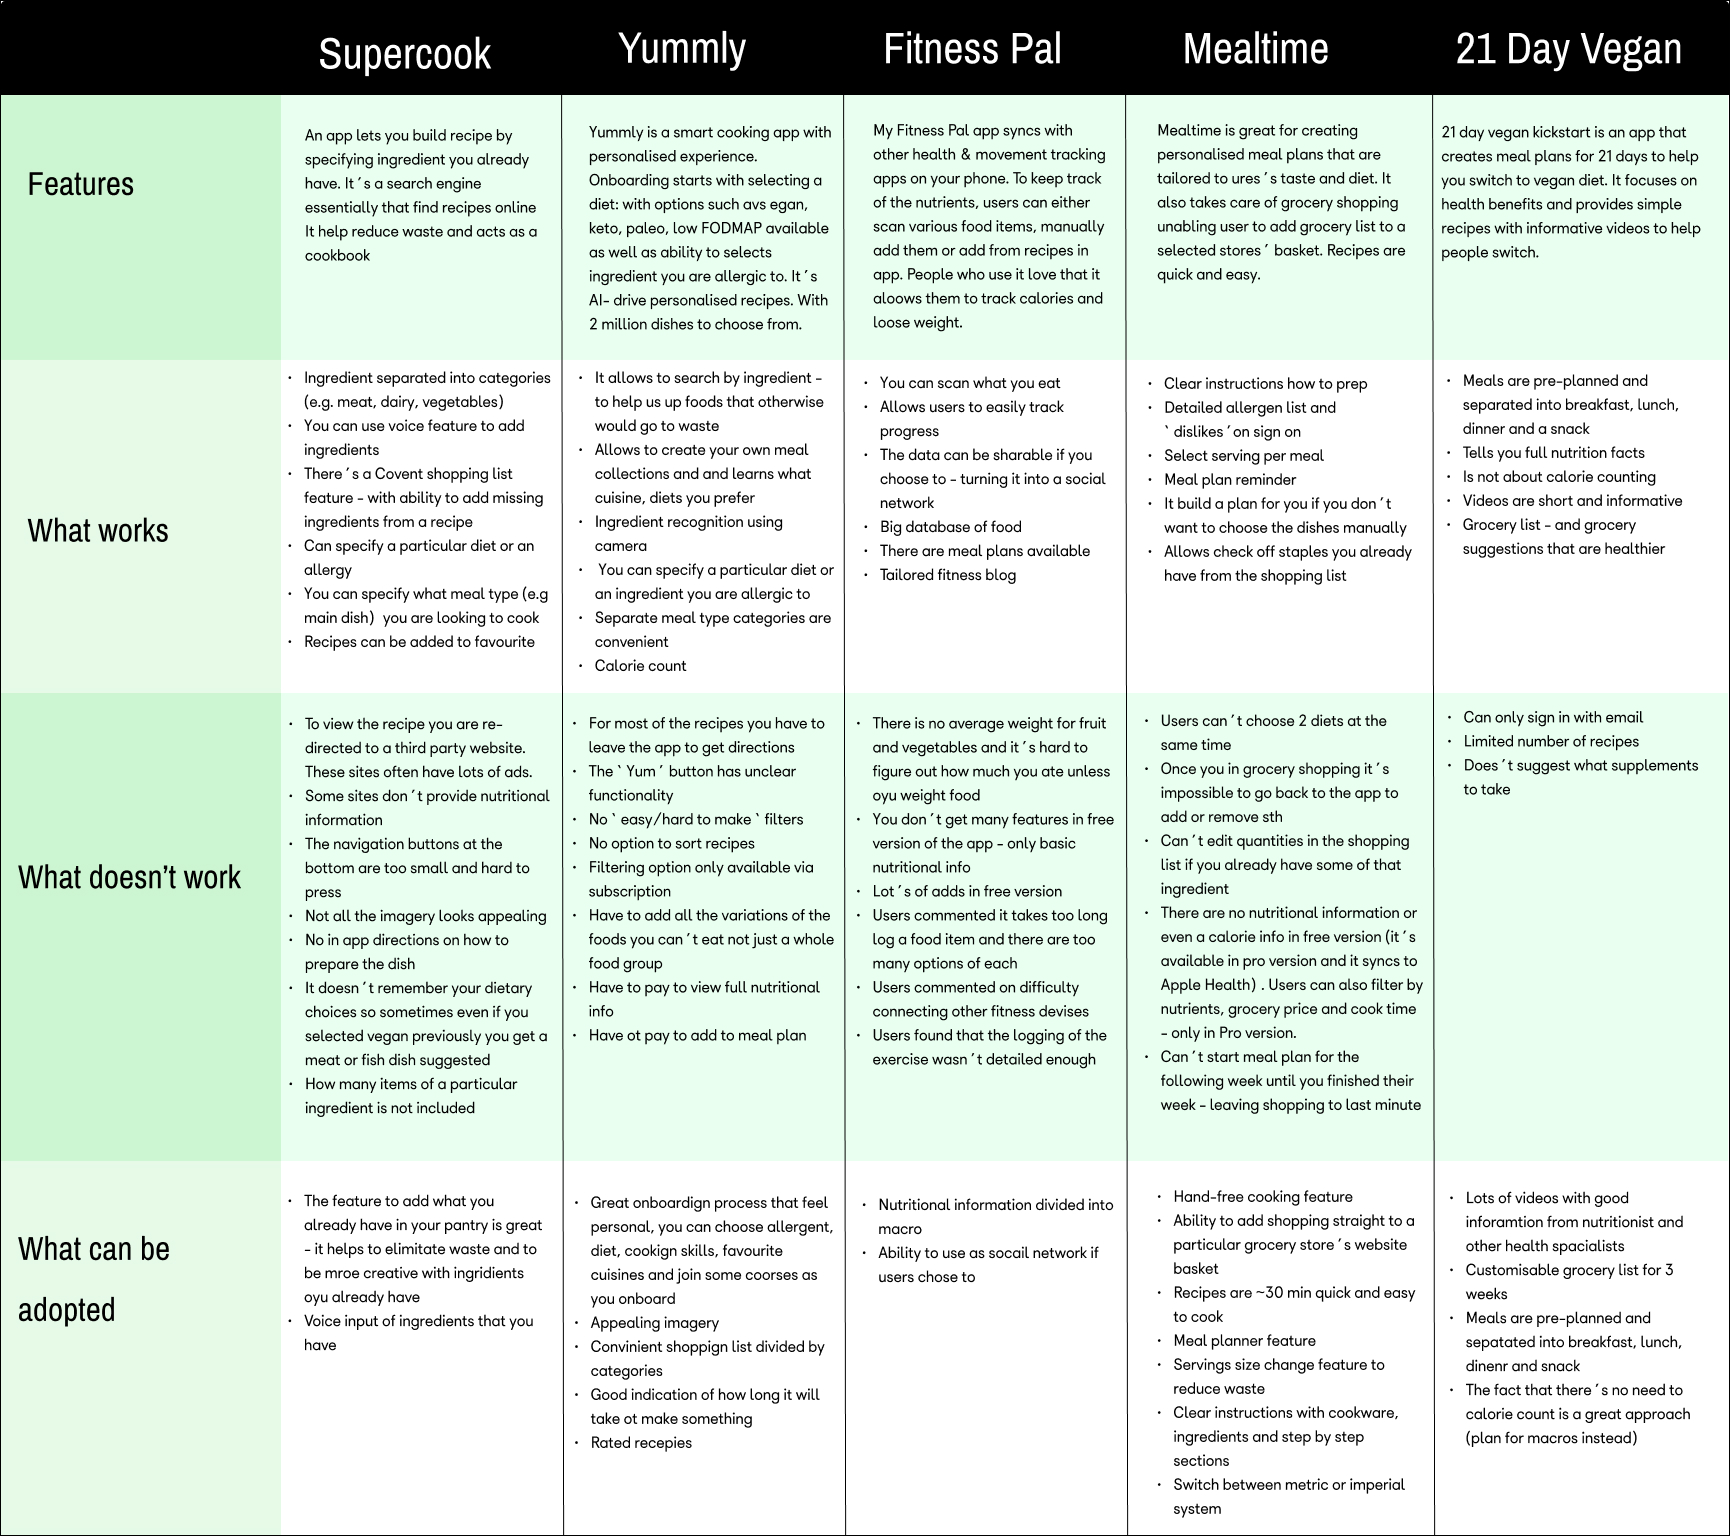 Supercook
Yummly
Fitness Pal
Mealtime
21 Day Vegan
Features
An app lets you build recipe by
specifying ingredient you already
have. It ´s a search engine
essentially that find recipes online
It help reduce waste and acts as a
cookbook
Yummly is a smart cooking app with
personalised experience.
Onboarding starts with selecting a
diet: with options such avs egan,
keto, paleo, low FODMAP available
as well as ability to selects
ingredient you are allergic to. It ´s
AI- drive personalised recipes. With
2 million dishes to choose from.
My Fitness Pal app syncs with
other health & movement tracking
apps on your phone. To keep track
of the nutrients, users can either
scan various food items, manually
add them or add from recipes in
app. People who use it love that it
aloows them to track calories and
loose weight.
Mealtime is great for creating
personalised meal plans that are
tailored to ures ´s taste and diet. It
also takes care of grocery shopping
unabling user to add grocery list to a
selected stores ´ basket. Recipes are
quick and easy.
21 day vegan kickstart is an app that
creates meal plans for 21 days to help
you switch to vegan diet. It focuses on
health benefits and provides simple
recipes with informative videos to help
people switch.
What works
• Ingredient separated into categories
(e.g. meat, dairy, vegetables)
• You can use voice feature to add
ingredients
• There ´s a Covent shopping list
feature - with ability to add missing
ingredients from a recipe
• Can specify a particular diet or an
allergy
• You can specify what meal type (e.g
main dish)  you are looking to cook
• Recipes can be added to favourite
• It allows to search by ingredient -
to help us up foods that otherwise
would go to waste
• Allows to create your own meal
collections and and learns what
cuisine, diets you prefer
• Ingredient recognition using
camera
• You can specify a particular diet or
an ingredient you are allergic to
• Separate meal type categories are
convenient
• Calorie count
• You can scan what you eat
• Allows users to easily track
progress
• The data can be sharable if you
choose to - turning it into a social
network
• Big database of food
• There are meal plans available
• Tailored fitness blog
• Clear instructions how to prep
• Detailed allergen list and
` dislikes ´on sign on
• Select serving per meal
• Meal plan reminder
• It build a plan for you if you don ´t
want to choose the dishes manually
• Allows check off staples you already
have from the shopping list
• Meals are pre-planned and
separated into breakfast, lunch,
dinner and a snack
• Tells you full nutrition facts
• Is not about calorie counting
• Videos are short and informative
• Grocery list - and grocery
suggestions that are healthier
What doesn’t work
• To view the recipe you are re-
directed to a third party website.
These sites often have lots of ads.
• Some sites don ´t provide nutritional
information
• The navigation buttons at the
bottom are too small and hard to
press
• Not all the imagery looks appealing
• No in app directions on how to
prepare the dish
• It doesn ´t remember your dietary
choices so sometimes even if you
selected vegan previously you get a
meat or fish dish suggested
• How many items of a particular
ingredient is not included
• For most of the recipes you have to
leave the app to get directions
• The ` Yum ´ button has unclear
functionality
• No ` easy/hard to make ` filters
• No option to sort recipes
• Filtering option only available via
subscription
• Have to add all the variations of the
foods you can ´t eat not just a whole
food group
• Have to pay to view full nutritional
info
• Have ot pay to add to meal plan
• There is no average weight for fruit
and vegetables and it ´s hard to
figure out how much you ate unless
oyu weight food
• You don ´t get many features in free
version of the app - only basic
nutritional info
• Lot ´s of adds in free version
• Users commented it takes too long
log a food item and there are too
many options of each
• Users commented on difficulty
connecting other fitness devises
• Users found that the logging of the
exercise wasn ´t detailed enough
• Users can ´t choose 2 diets at the
same time
• Once you in grocery shopping it ´s
impossible to go back to the app to
add or remove sth
• Can ´t edit quantities in the shopping
list if you already have some of that
ingredient
• There are no nutritional information or
even a calorie info in free version (it ´s
available in pro version and it syncs to
Apple Health) . Users can also filter by
nutrients, grocery price and cook time
- only in Pro version.
• Can ´t start meal plan for the
following week until you finished their
week - leaving shopping to last minute
• Can only sign in with email
• Limited number of recipes
• Does ´t suggest what supplements
to take
What can be
adopted
• The feature to add what you
already have in your pantry is great
- it helps to elimitate waste and to
be mroe creative with ingridients
oyu already have
• Voice input of ingredients that you
have
• Great onboardign process that feel
personal, you can choose allergent,
diet, cookign skills, favourite
cuisines and join some coorses as
you onboard
• Appealing imagery
• Convinient shoppign list divided by
categories
• Good indication of how long it will
take ot make something
• Rated recepies
• Nutritional information divided into
macro
• Ability to use as socail network if
users chose to
• Hand-free cooking feature
• Ability to add shopping straight to a
particular grocery store ´s website
basket
• Recipes are ~30 min quick and easy
to cook
• Meal planner feature
• Servings size change feature to
reduce waste
• Clear instructions with cookware,
ingredients and step by step
sections
• Switch between metric or imperial
system
• Lots of videos with good
inforamtion from nutritionist and
other health spacialists
• Customisable grocery list for 3
weeks
• Meals are pre-planned and
sepatated into breakfast, lunch,
dinenr and snack
• The fact that there ´s no need to
calorie count is a great approach
(plan for macros instead)